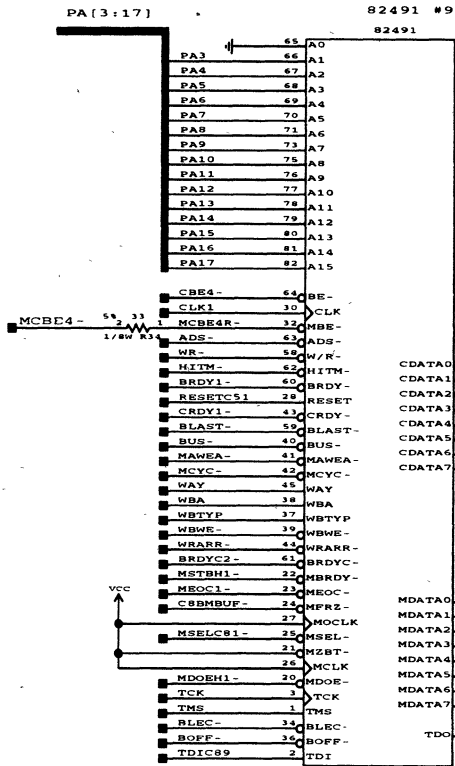 PA[3:17]
82491 #9
82491
65 A0
PA3 66 A1
PA4 67 A2
PA5 68 A3
PA6 69 A4
PA7 70 A5
PA8 71 A6
PA9 73 A7
PA10 75 A8
PA11 76 A9
PA12 77 A10
PA13 78 A11
PA14 79 A12
PA15 80 A13
PA16 81 A14
PA17 82 A15
CBE4- 64 BE-
CLK1 30 CLK
MCBE4- 5% 33 2 1 1/8W R34 MCBE4R- 32 MBE-
ADS- 63 ADS-
WR- 58 W/R-
HITM- 62 HITM- CDATA0
BRDY1- 60 BRDY- CDATA1
RESETC51 28 RESET CDATA2
CRDY1- 43 CRDY- CDATA3
BLAST- 59 BLAST- CDATA4
BUS- 40 BUS- CDATA5
MAWEA- 41 MAWEA- CDATA6
MCYC- 42 MCYC- CDATA7
WAY 45 WAY
WBA 38 WBA
WBTYP 37 WBTYP
WBWE- 39 WBWE-
WRARR- 44 WRARR-
BRDYC2- 61 BRDYC-
MSTBH1- 22 MBRDY-
VCC
MEOC1- 23 MEOC- MDATA0
C8BMBUF- 24 MFRZ- MDATA1
27 MOCLK MDATA2
MSELC81- 25 MSEL- MDATA3
21 MZBT- MDATA4
26 MCLK MDATA5
MDOEH1- 20 MDOE- MDATA6
TCK 3 TCK MDATA7
TMS 1 TMS
BLEC- 34 BLEC-
BOFF- 36 BOFF- TDO
TDIC89 2 TDI